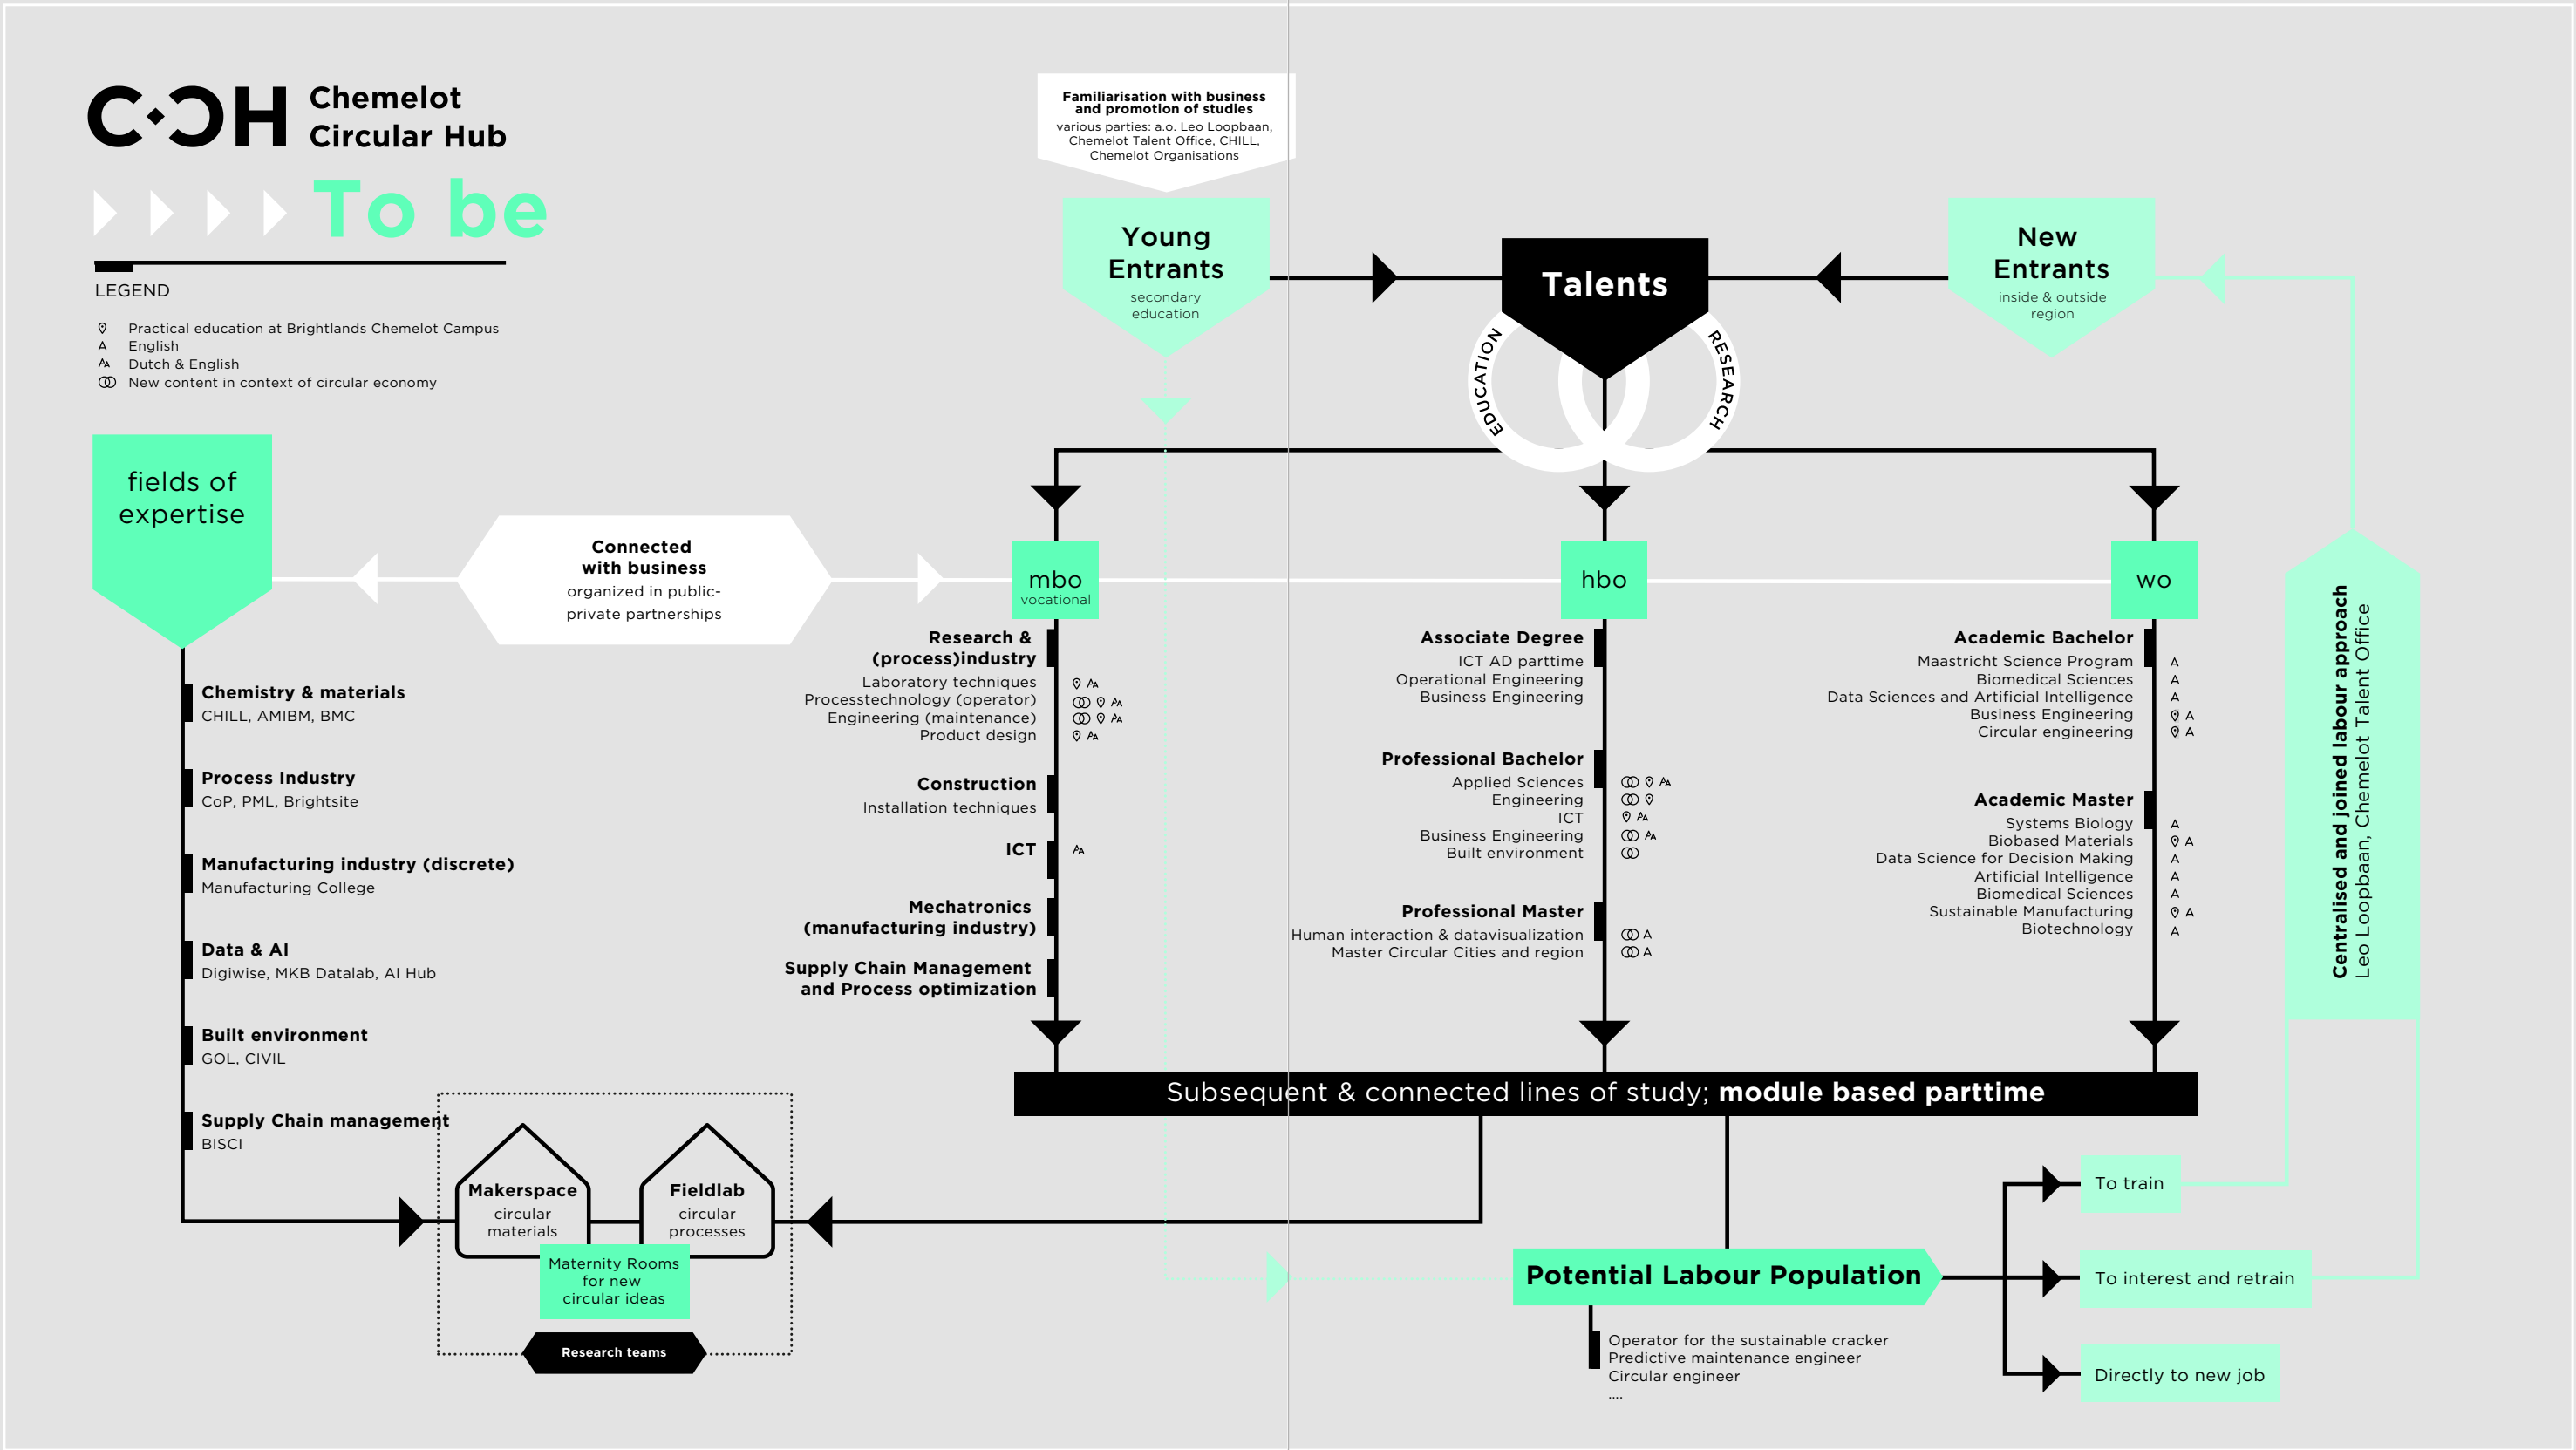 C·CH Chemelot
Circular Hub
To be
LEGEND
Practical education at Brightlands Chemelot Campus
A English
AA Dutch & English
New content in context of circular economy
Familiarisation with business
and promotion of studies
various parties: a.o. Leo Loopbaan,
Chemelot Talent Office, CHILL,
Chemelot Organisations
Young
Entrants
secondary
education
Talents
EDUCATION
RESEARCH
New
Entrants
inside & outside
region
fields of
expertise
Connected
with business
organized in public-
private partnerships
Chemistry & materials
CHILL, AMIBM, BMC
Process Industry
CoP, PML, Brightsite
Manufacturing industry (discrete)
Manufacturing College
Data & AI
Digiwise, MKB Datalab, AI Hub
Built environment
GOL, CIVIL
Supply Chain management
BISCI
mbo
vocational
Research &
(process)industry
Laboratory techniques AA
Processtechnology (operator) AA
Engineering (maintenance) AA
Product design AA
Construction
Installation techniques
ICT AA
Mechatronics
(manufacturing industry)
Supply Chain Management
and Process optimization
hbo
Associate Degree
ICT AD parttime
Operational Engineering
Business Engineering
Professional Bachelor
Applied Sciences AA
Engineering
ICT AA
Business Engineering AA
Built environment
Professional Master
Human interaction & datavisualization A
Master Circular Cities and region A
wo
Academic Bachelor
Maastricht Science Program A
Biomedical Sciences A
Data Sciences and Artificial Intelligence A
Business Engineering A
Circular engineering A
Academic Master
Systems Biology A
Biobased Materials A
Data Science for Decision Making A
Artificial Intelligence A
Biomedical Sciences A
Sustainable Manufacturing A
Biotechnology A
Centralised and joined labour approach
Leo Loopbaan, Chemelot Talent Office
Subsequent & connected lines of study; module based parttime
Makerspace
circular
materials
Fieldlab
circular
processes
Maternity Rooms
for new
circular ideas
Research teams
Potential Labour Population
Operator for the sustainable cracker
Predictive maintenance engineer
Circular engineer
....
To train
To interest and retrain
Directly to new job